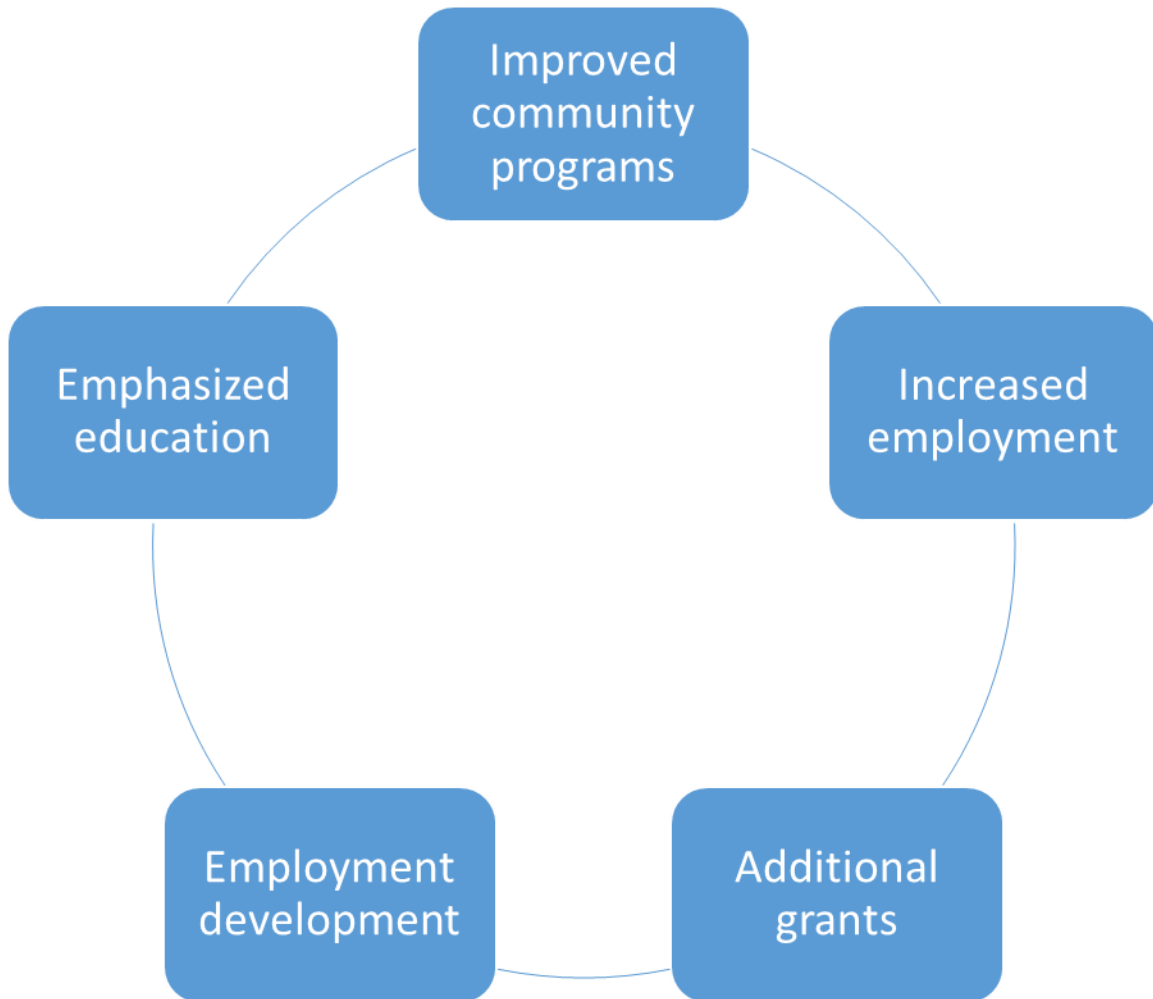 Improved
community
programs
Increased
employment
Additional
grants
Employment
development
Emphasized
education